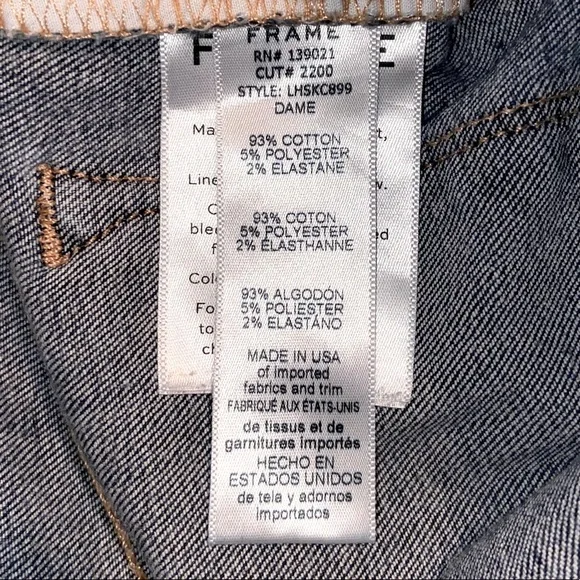 FRAME
RN# 139021
CUT# 2200
STYLE: LHSKC899
DAME
93% COTTON
5% POLYESTER
2% ELASTANE
93% COTON
5% POLYESTER
2% ÉLASTHANNE
93% ALGODÓN
5% POLIESTER
2% ELASTÁNO
MADE IN USA
of imported
fabrics and trim
FABRIQUÉ AUX ÉTATS-UNIS
de tissus et de
garnitures importés
HECHO EN
ESTADOS UNIDOS
de tela y adornos
importados